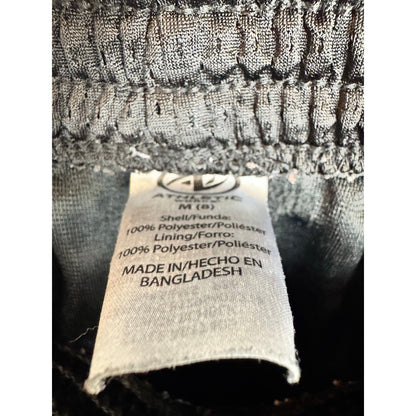 ATHLETIC
M (8)
Shell/Funda:
100% Polyester/Poliéster
Lining/Forro:
100% Polyester/Poliéster
MADE IN/HECHO EN
BANGLADESH